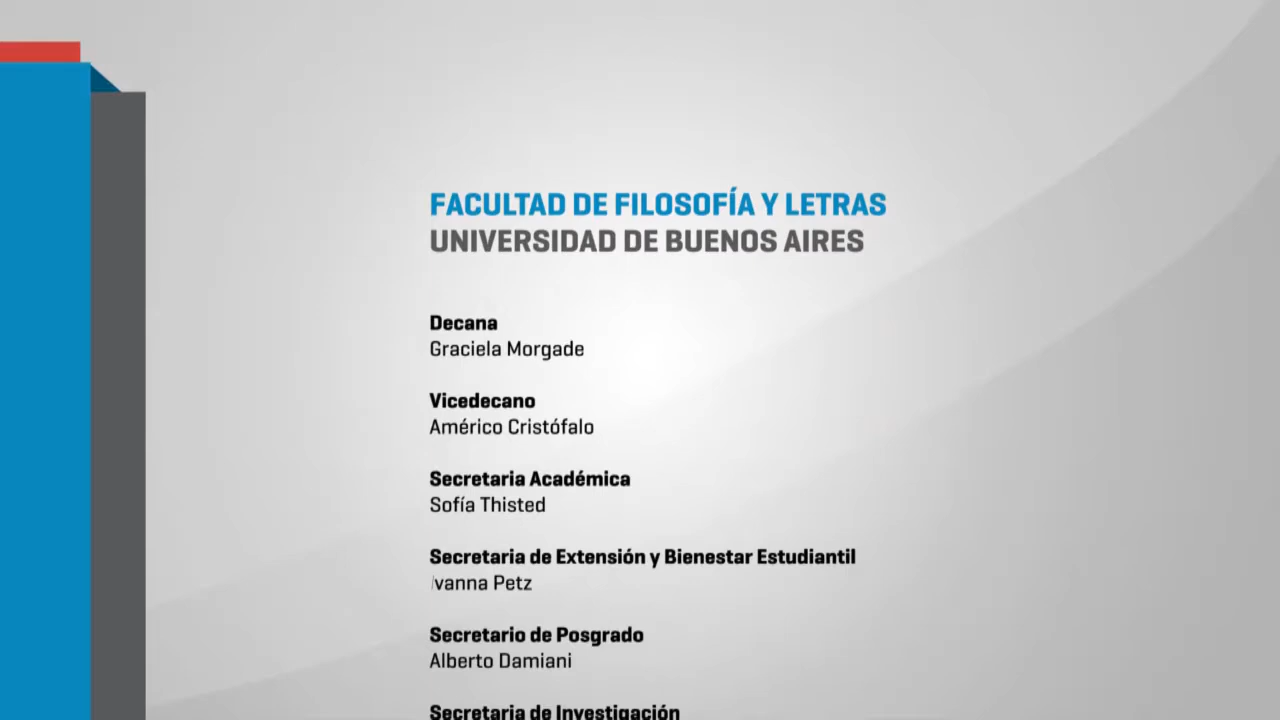 FACULTAD DE FILOSOFÍA Y LETRAS
UNIVERSIDAD DE BUENOS AIRES
Decana
Graciela Morgade
Vicedecano
Américo Cristófalo
Secretaria Académica
Sofía Thisted
Secretaria de Extensión y Bienestar Estudiantil
Ivanna Petz
Secretario de Posgrado
Alberto Damiani
Secretaria de Investigación